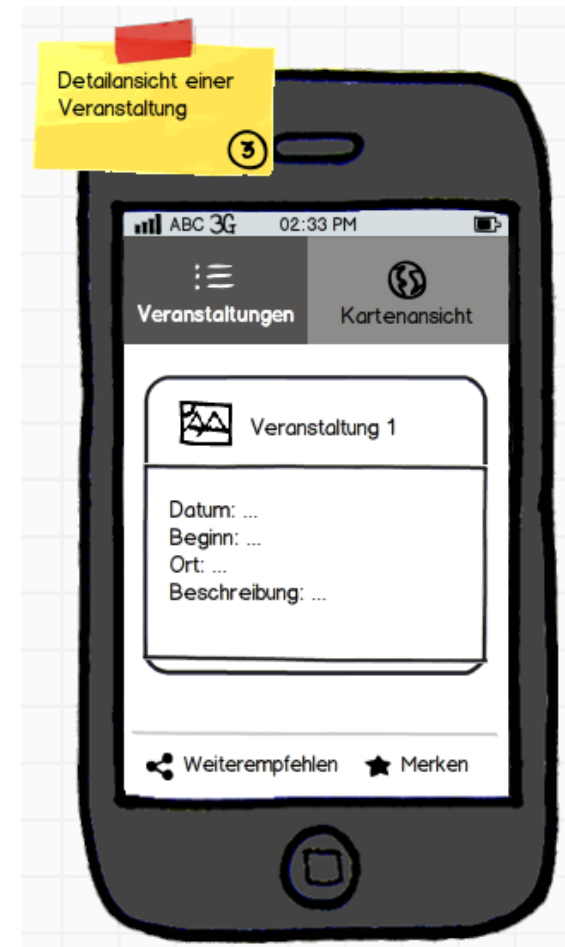 Detailansicht einer
Veranstaltung
3
ABC 3G 02:33 PM
Veranstaltungen Kartenansicht
Veranstaltung 1
Datum: ...
Beginn: ...
Ort: ...
Beschreibung: ...
Weiterempfehlen Merken